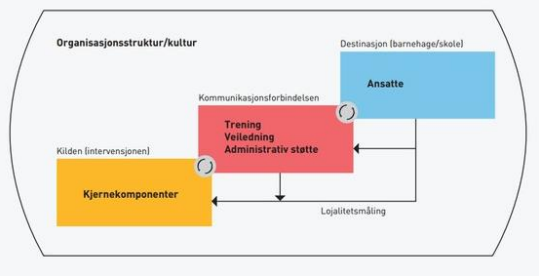 Organisasjonsstruktur/kultur
Destinasjon (barnehage/skole)
Ansatte
Kommunikasjonsforbindelsen
Trening
Veiledning
Administrativ støtte
Kilden (intervensjonen)
Kjernekomponenter
Lojalitetsmåling